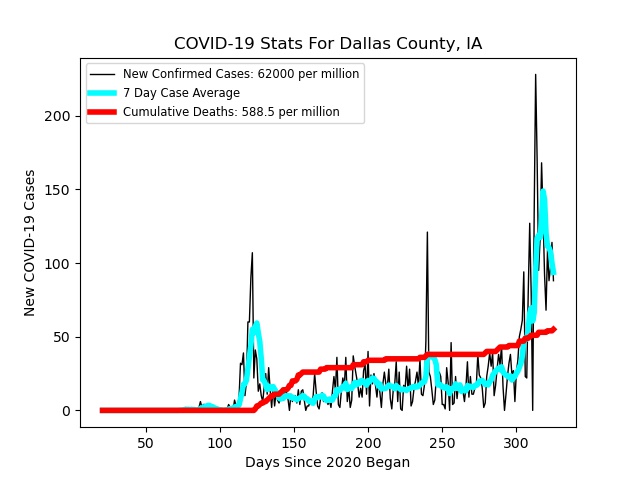 COVID-19 Stats For Dallas County, IA
New Confirmed Cases: 62000 per million
7 Day Case Average
Cumulative Deaths: 588.5 per million
New COVID-19 Cases
200
150
100
50
0
50 100 150 200 250 300
Days Since 2020 Began